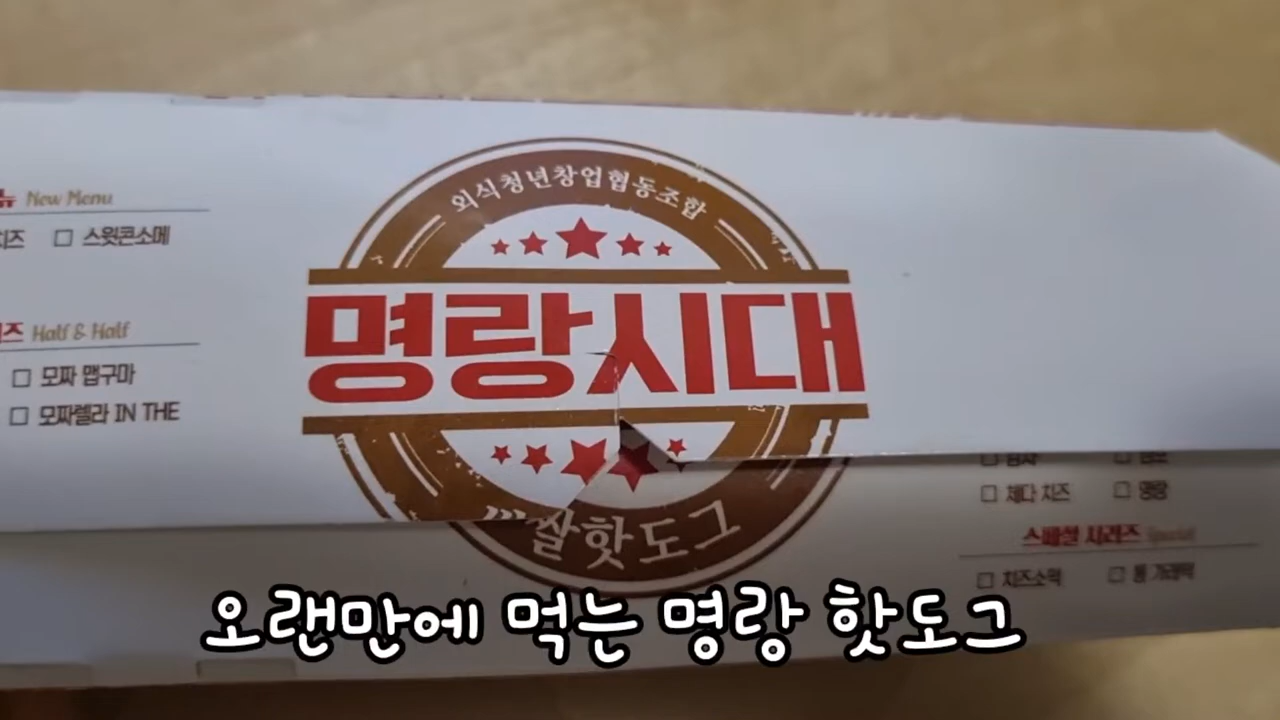 뉴 New Menu
치즈 □ 스윗콘소메
즈 Half & Half
□ 모짜 맵구마
□ 모짜렐라 IN THE
외식청년창업협동조합
명랑시대
쌀핫도그
□ 체다 치즈 □ 명랑
스페셜 시리즈 Special
□ 치즈소떡 □ 통 가래떡
오랜만에 먹는 명랑 핫도그